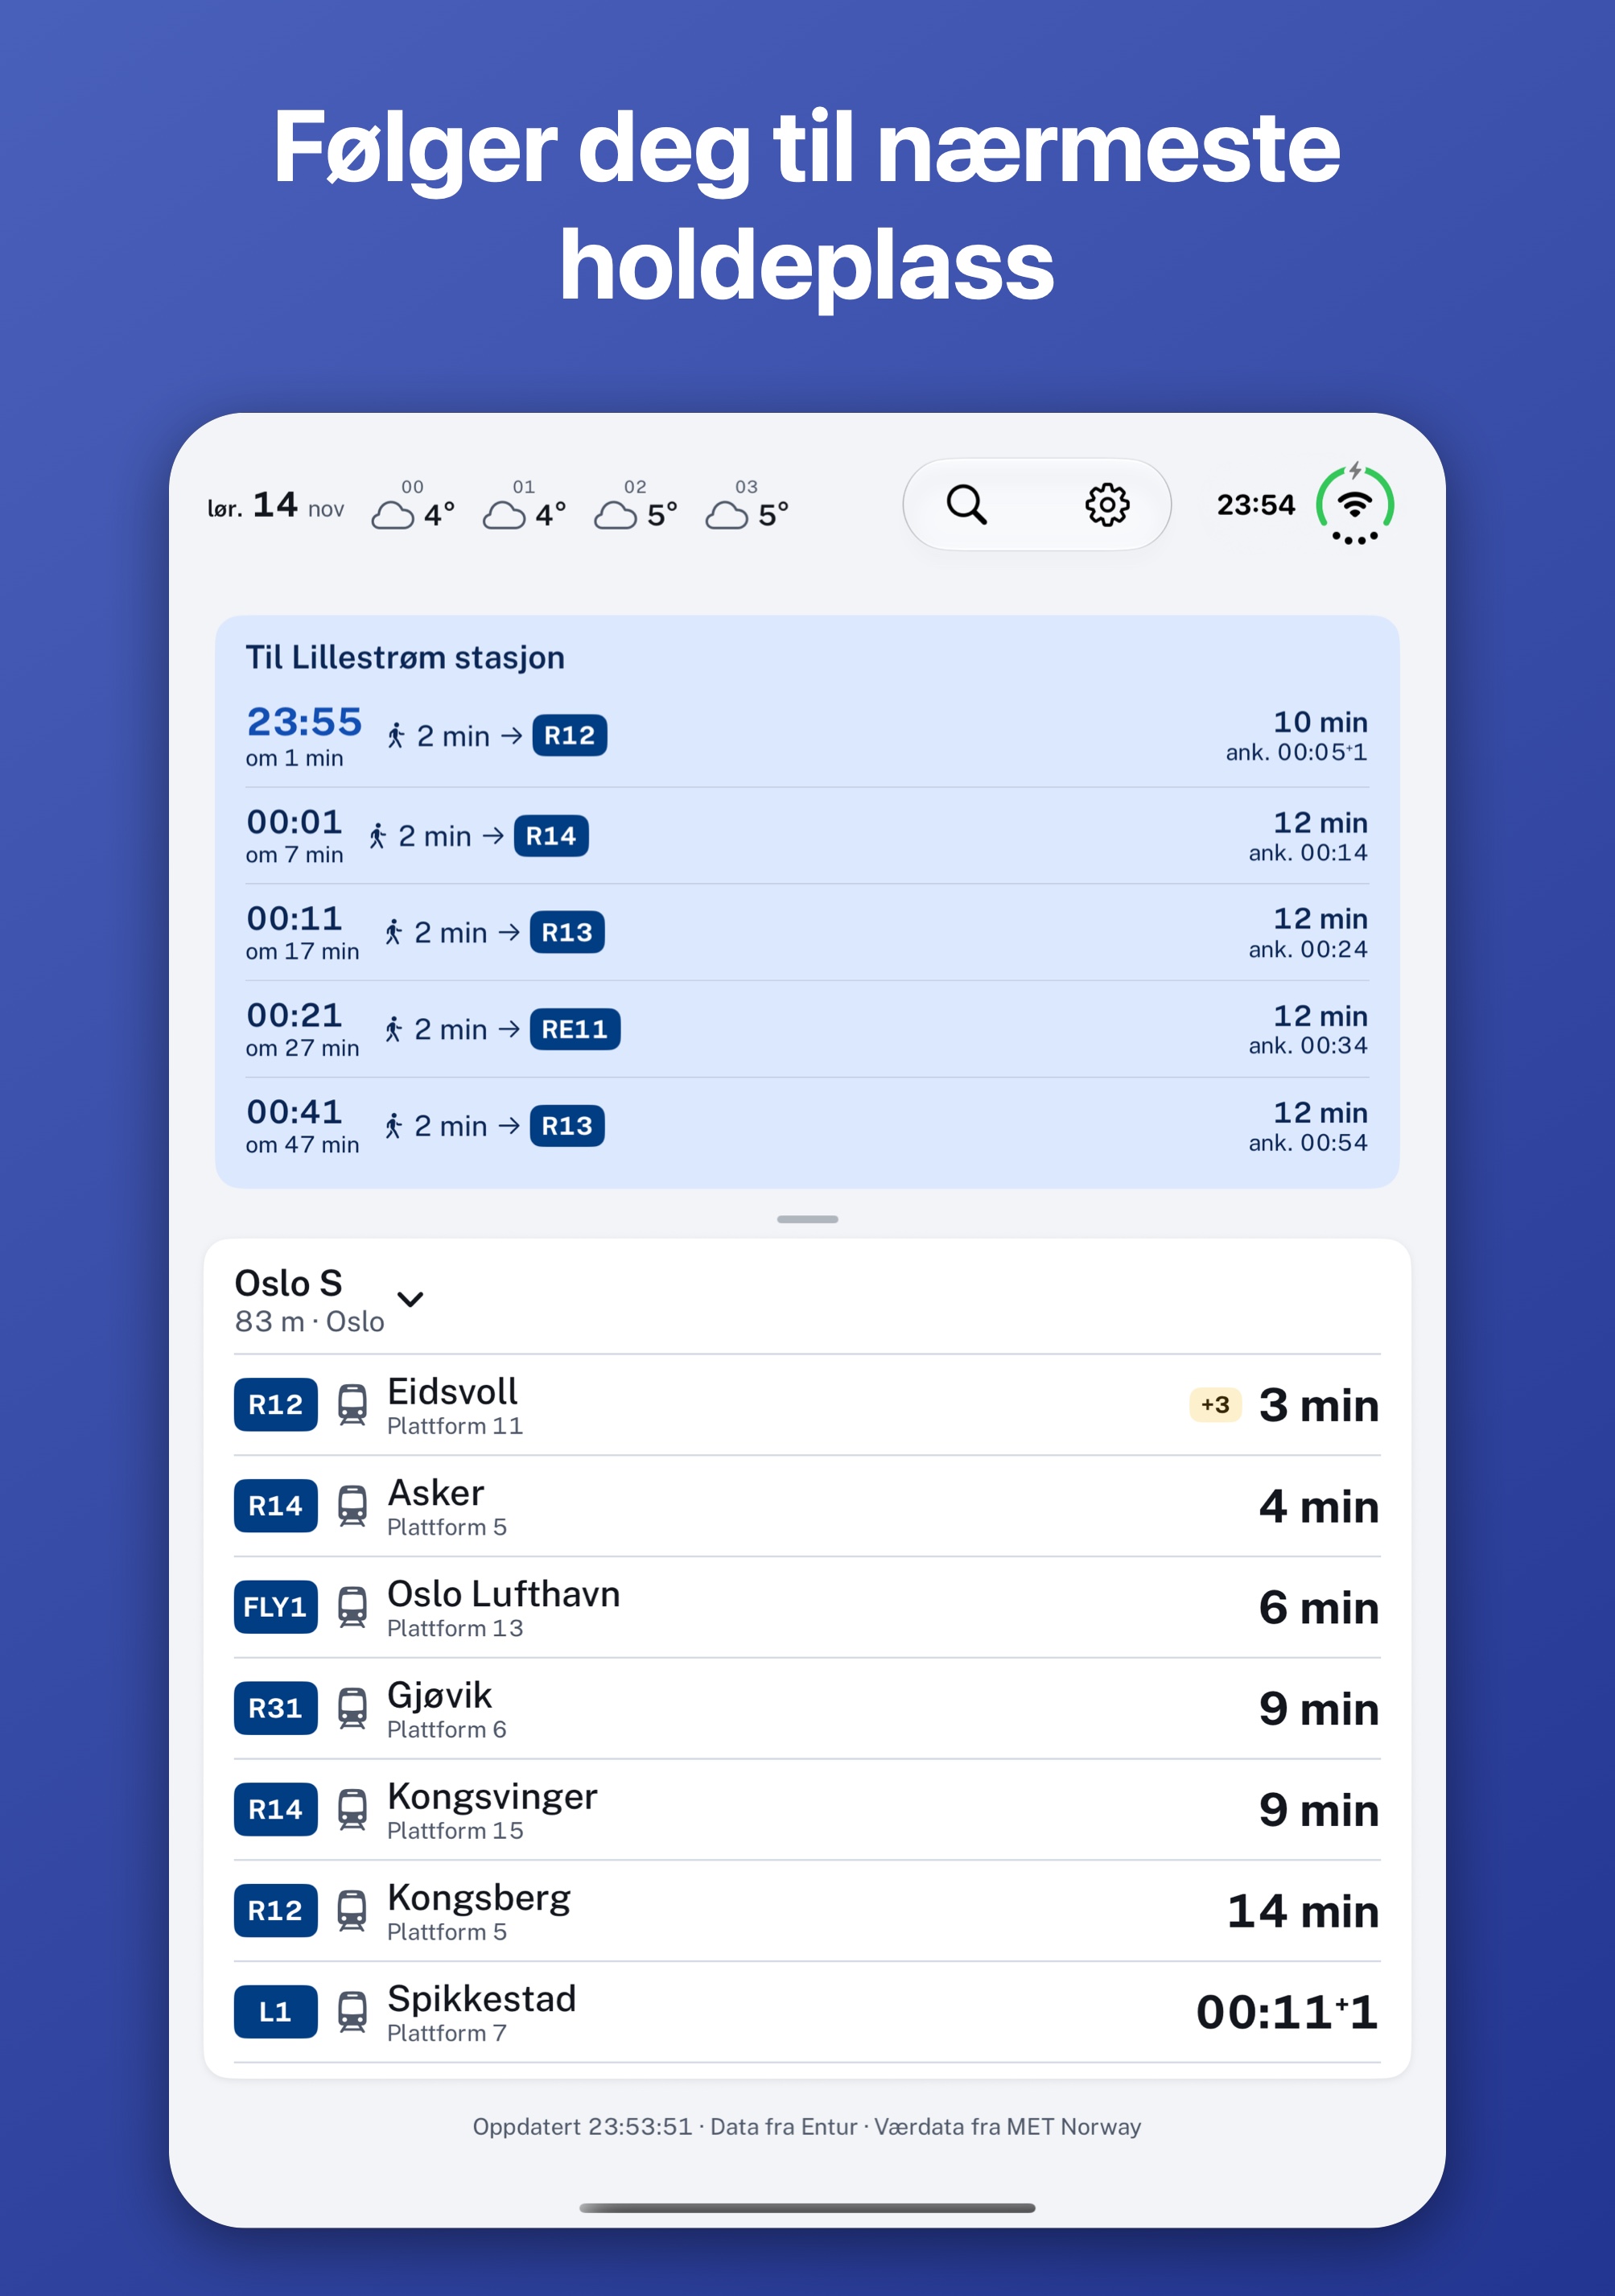 Følger deg til nærmeste
holdeplass
lør. 14 nov
00
4°
01
4°
02
5°
03
5°
23:54
Til Lillestrøm stasjon
23:55
om 1 min
2 min → R12
10 min
ank. 00:05⁺1
00:01
om 7 min
2 min → R14
12 min
ank. 00:14
00:11
om 17 min
2 min → R13
12 min
ank. 00:24
00:21
om 27 min
2 min → RE11
12 min
ank. 00:34
00:41
om 47 min
2 min → R13
12 min
ank. 00:54
Oslo S
83 m · Oslo
R12
Eidsvoll
Plattform 11
+3 3 min
R14
Asker
Plattform 5
4 min
FLY1
Oslo Lufthavn
Plattform 13
6 min
R31
Gjøvik
Plattform 6
9 min
R14
Kongsvinger
Plattform 15
9 min
R12
Kongsberg
Plattform 5
14 min
L1
Spikkestad
Plattform 7
00:11⁺1
Oppdatert 23:53:51 · Data fra Entur · Værdata fra MET Norway